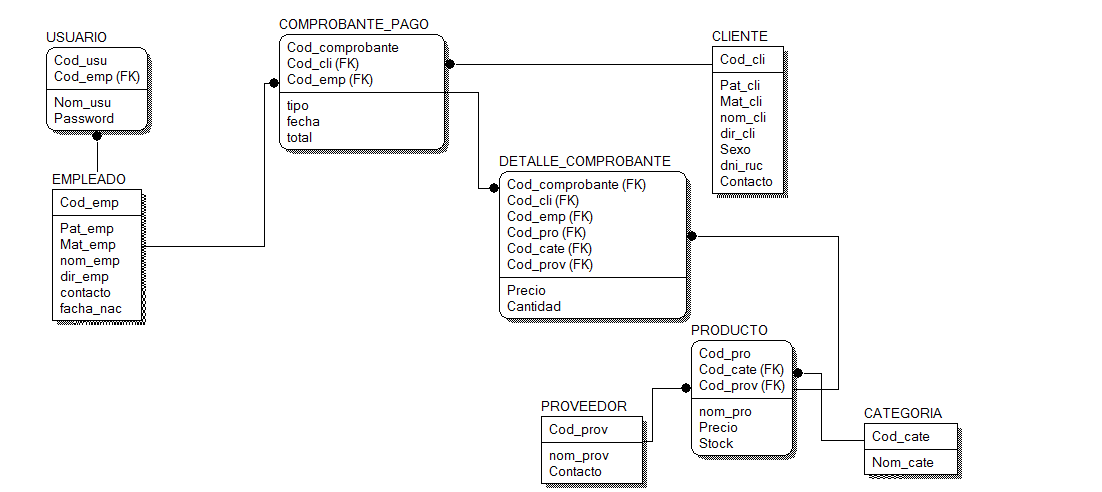 USUARIO
Cod_usu
Cod_emp (FK)
Nom_usu
Password
COMPROBANTE_PAGO
Cod_comprobante
Cod_cli (FK)
Cod_emp (FK)
tipo
fecha
total
CLIENTE
Cod_cli
Pat_cli
Mat_cli
nom_cli
dir_cli
Sexo
dni_ruc
Contacto
EMPLEADO
Cod_emp
Pat_emp
Mat_emp
nom_emp
dir_emp
contacto
facha_nac
DETALLE_COMPROBANTE
Cod_comprobante (FK)
Cod_cli (FK)
Cod_emp (FK)
Cod_pro (FK)
Cod_cate (FK)
Cod_prov (FK)
Precio
Cantidad
PRODUCTO
Cod_pro
Cod_cate (FK)
Cod_prov (FK)
nom_pro
Precio
Stock
PROVEEDOR
Cod_prov
nom_prov
Contacto
CATEGORIA
Cod_cate
Nom_cate